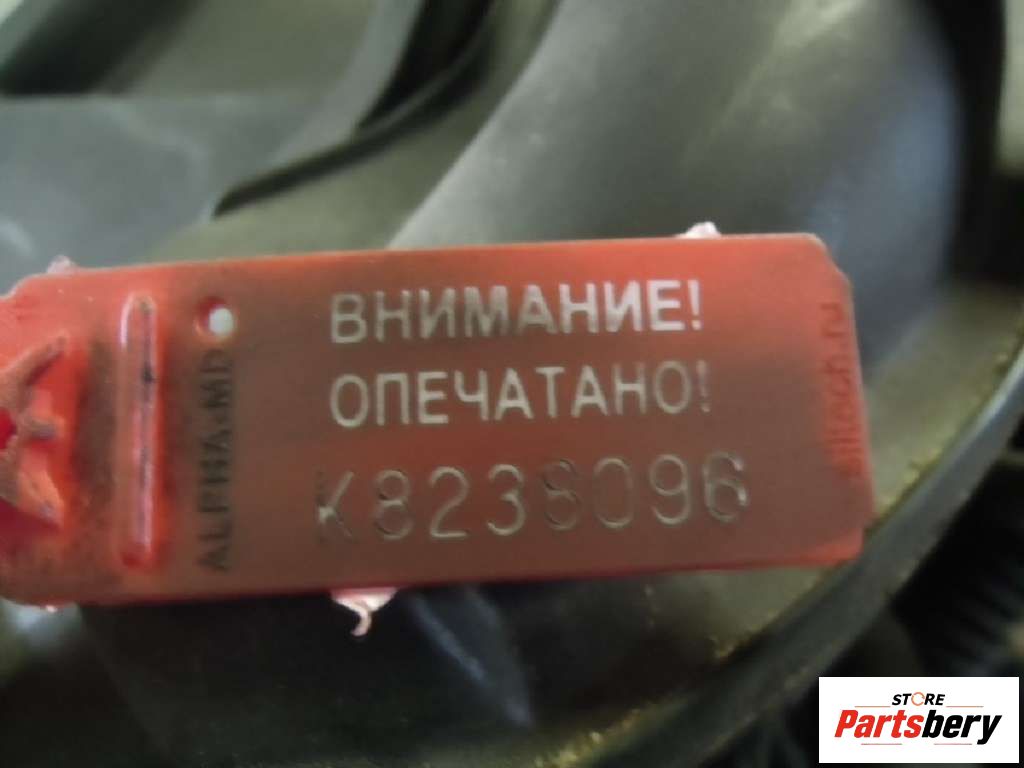 ВНИМАНИЕ!
ОПЕЧАТАНО!
K8238096
ALPHA-MD
STORE
Partsbery